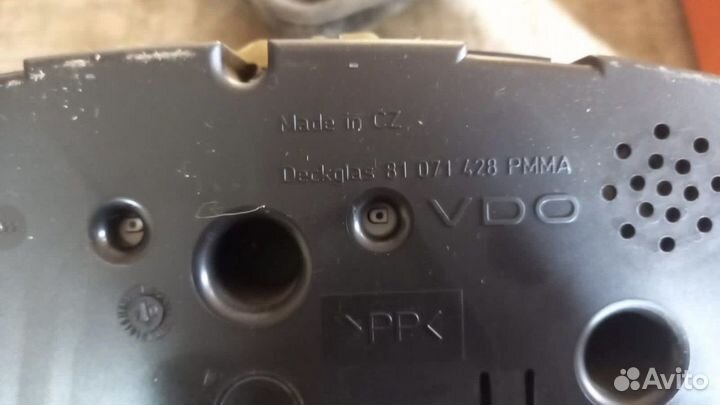 Made in CZ
Deckglas 81 071 428 PMMA
VDO
>PP<
Avito